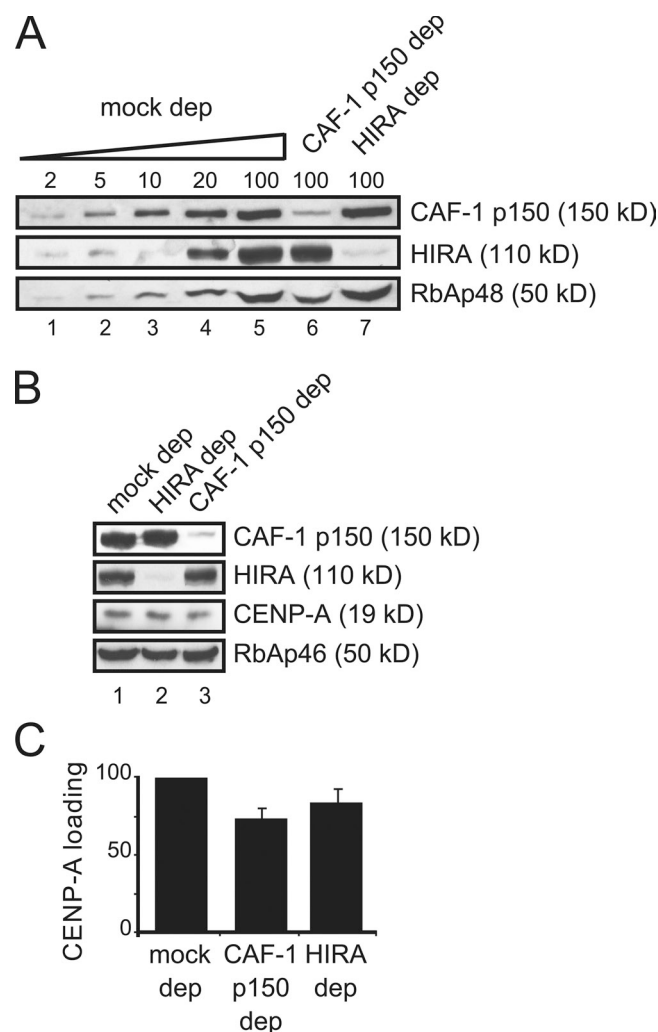 A
mock dep
CAF-1 p150 dep
HIRA dep
2 5 10 20 100 100 100
CAF-1 p150 (150 kD)
HIRA (110 kD)
RbAp48 (50 kD)
1 2 3 4 5 6 7
B
mock dep
HIRA dep
CAF-1 p150 dep
CAF-1 p150 (150 kD)
HIRA (110 kD)
CENP-A (19 kD)
RbAp46 (50 kD)
1 2 3
C
CENP-A loading
100
50
0
mock CAF-1 HIRA
dep p150 dep
dep